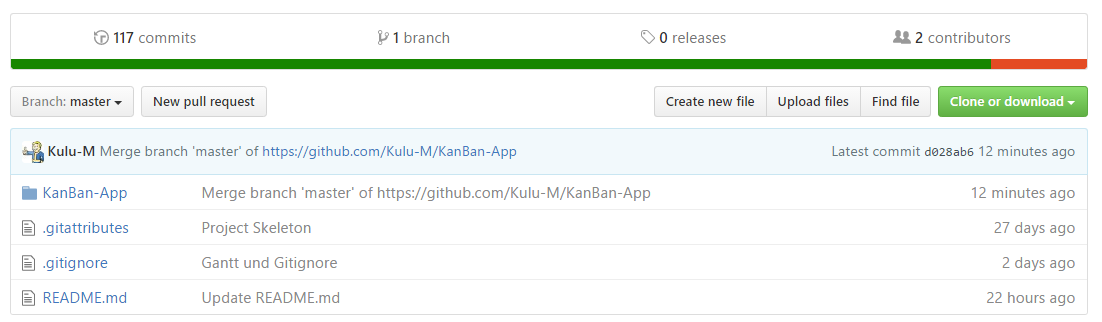 117 commits 1 branch 0 releases 2 contributors
Branch: master New pull request Create new file Upload files Find file Clone or download
Kulu-M Merge branch 'master' of https://github.com/Kulu-M/KanBan-App Latest commit d028ab6 12 minutes ago
KanBan-App Merge branch 'master' of https://github.com/Kulu-M/KanBan-App 12 minutes ago
.gitattributes Project Skeleton 27 days ago
.gitignore Gantt und Gitignore 2 days ago
README.md Update README.md 22 hours ago